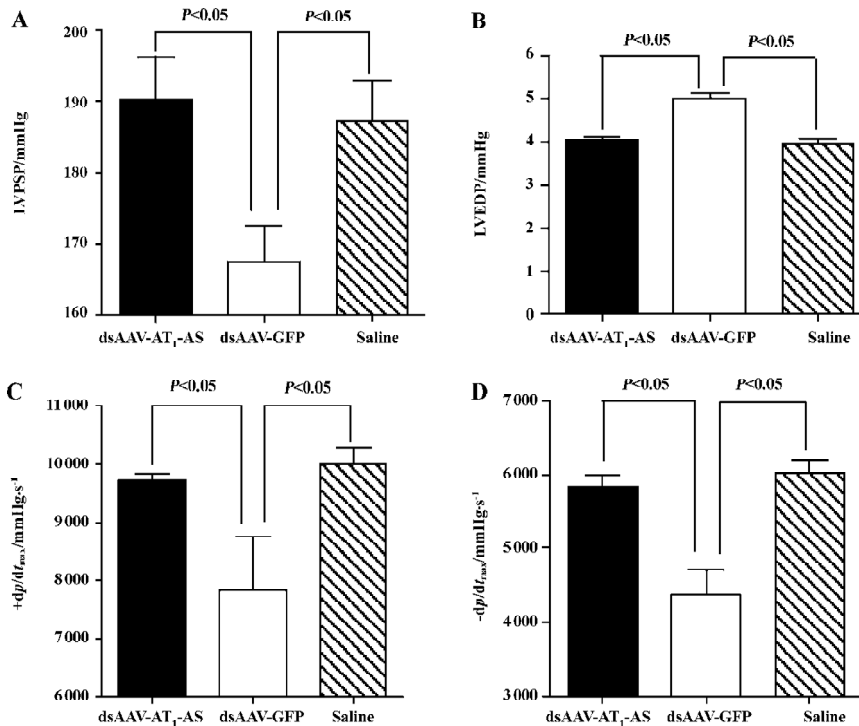 A
P<0.05 P<0.05
200
190
180
170
160
LVPSP/mmHg
dsAAV-AT1-AS dsAAV-GFP Saline
B
P<0.05 P<0.05
6
5
4
3
2
1
0
LVEDP/mmHg
dsAAV-AT1-AS dsAAV-GFP Saline
C
P<0.05 P<0.05
11000
10000
9000
8000
7000
6000
+dp/dtmax/mmHg·s-1
dsAAV-AT1-AS dsAAV-GFP Saline
D
P<0.05 P<0.05
7000
6000
5000
4000
3000
-dp/dtmax/mmHg·s-1
dsAAV-AT1-AS dsAAV-GFP Saline